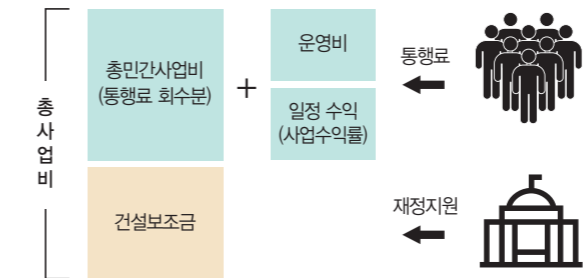 총사업비
총민간사업비
(통행료 회수분)
+
운영비
일정 수익
(사업수익률)
통행료
건설보조금
재정지원